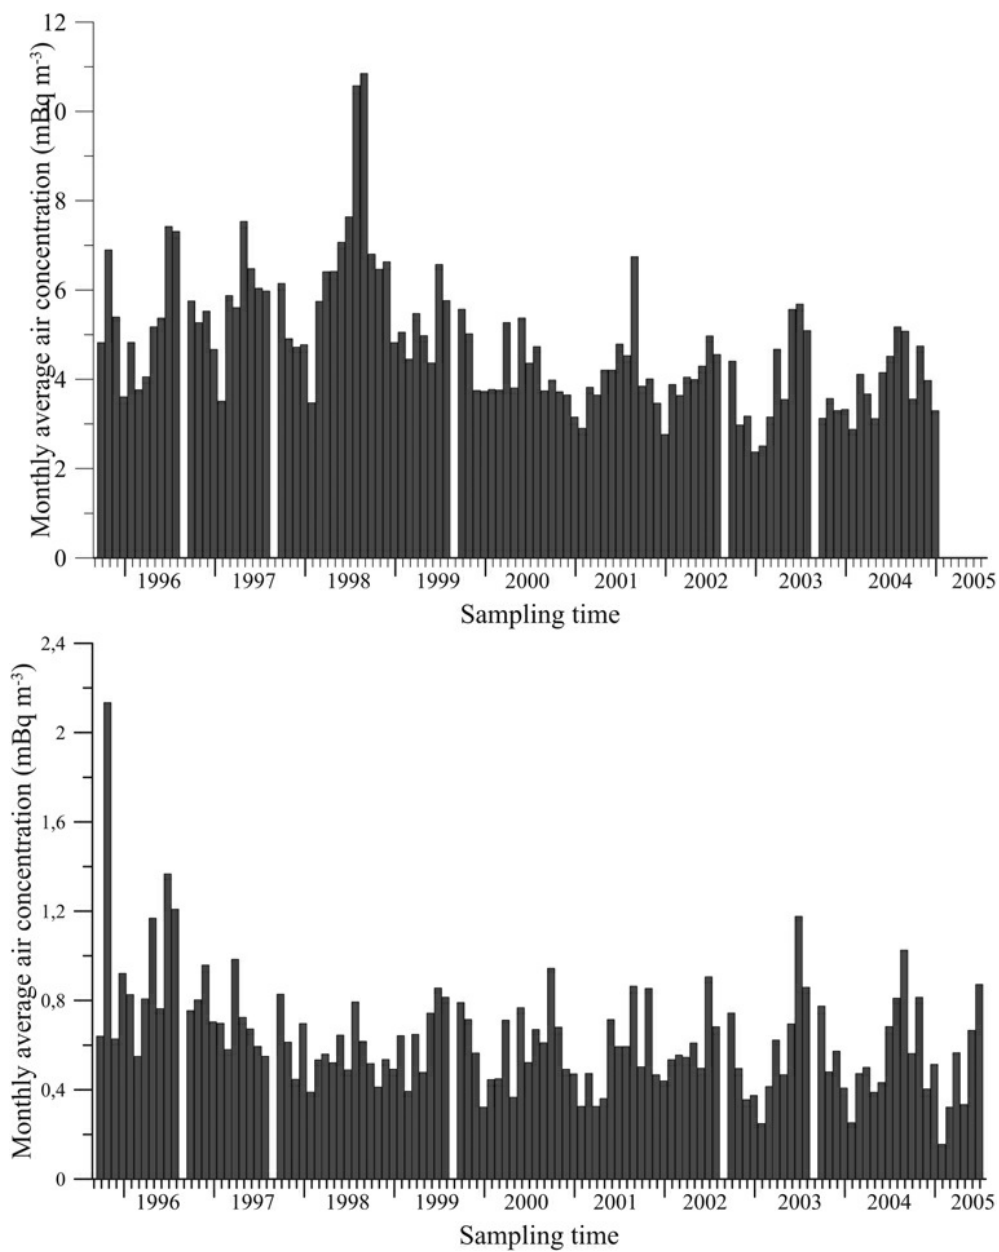 12
10
8
6
4
2
0
Monthly average air concentration (mBq m-3)
1996 1997 1998 1999 2000 2001 2002 2003 2004 2005
Sampling time
2,4
2
1,6
1,2
0,8
0,4
0
Monthly average air concentration (mBq m-3)
1996 1997 1998 1999 2000 2001 2002 2003 2004 2005
Sampling time